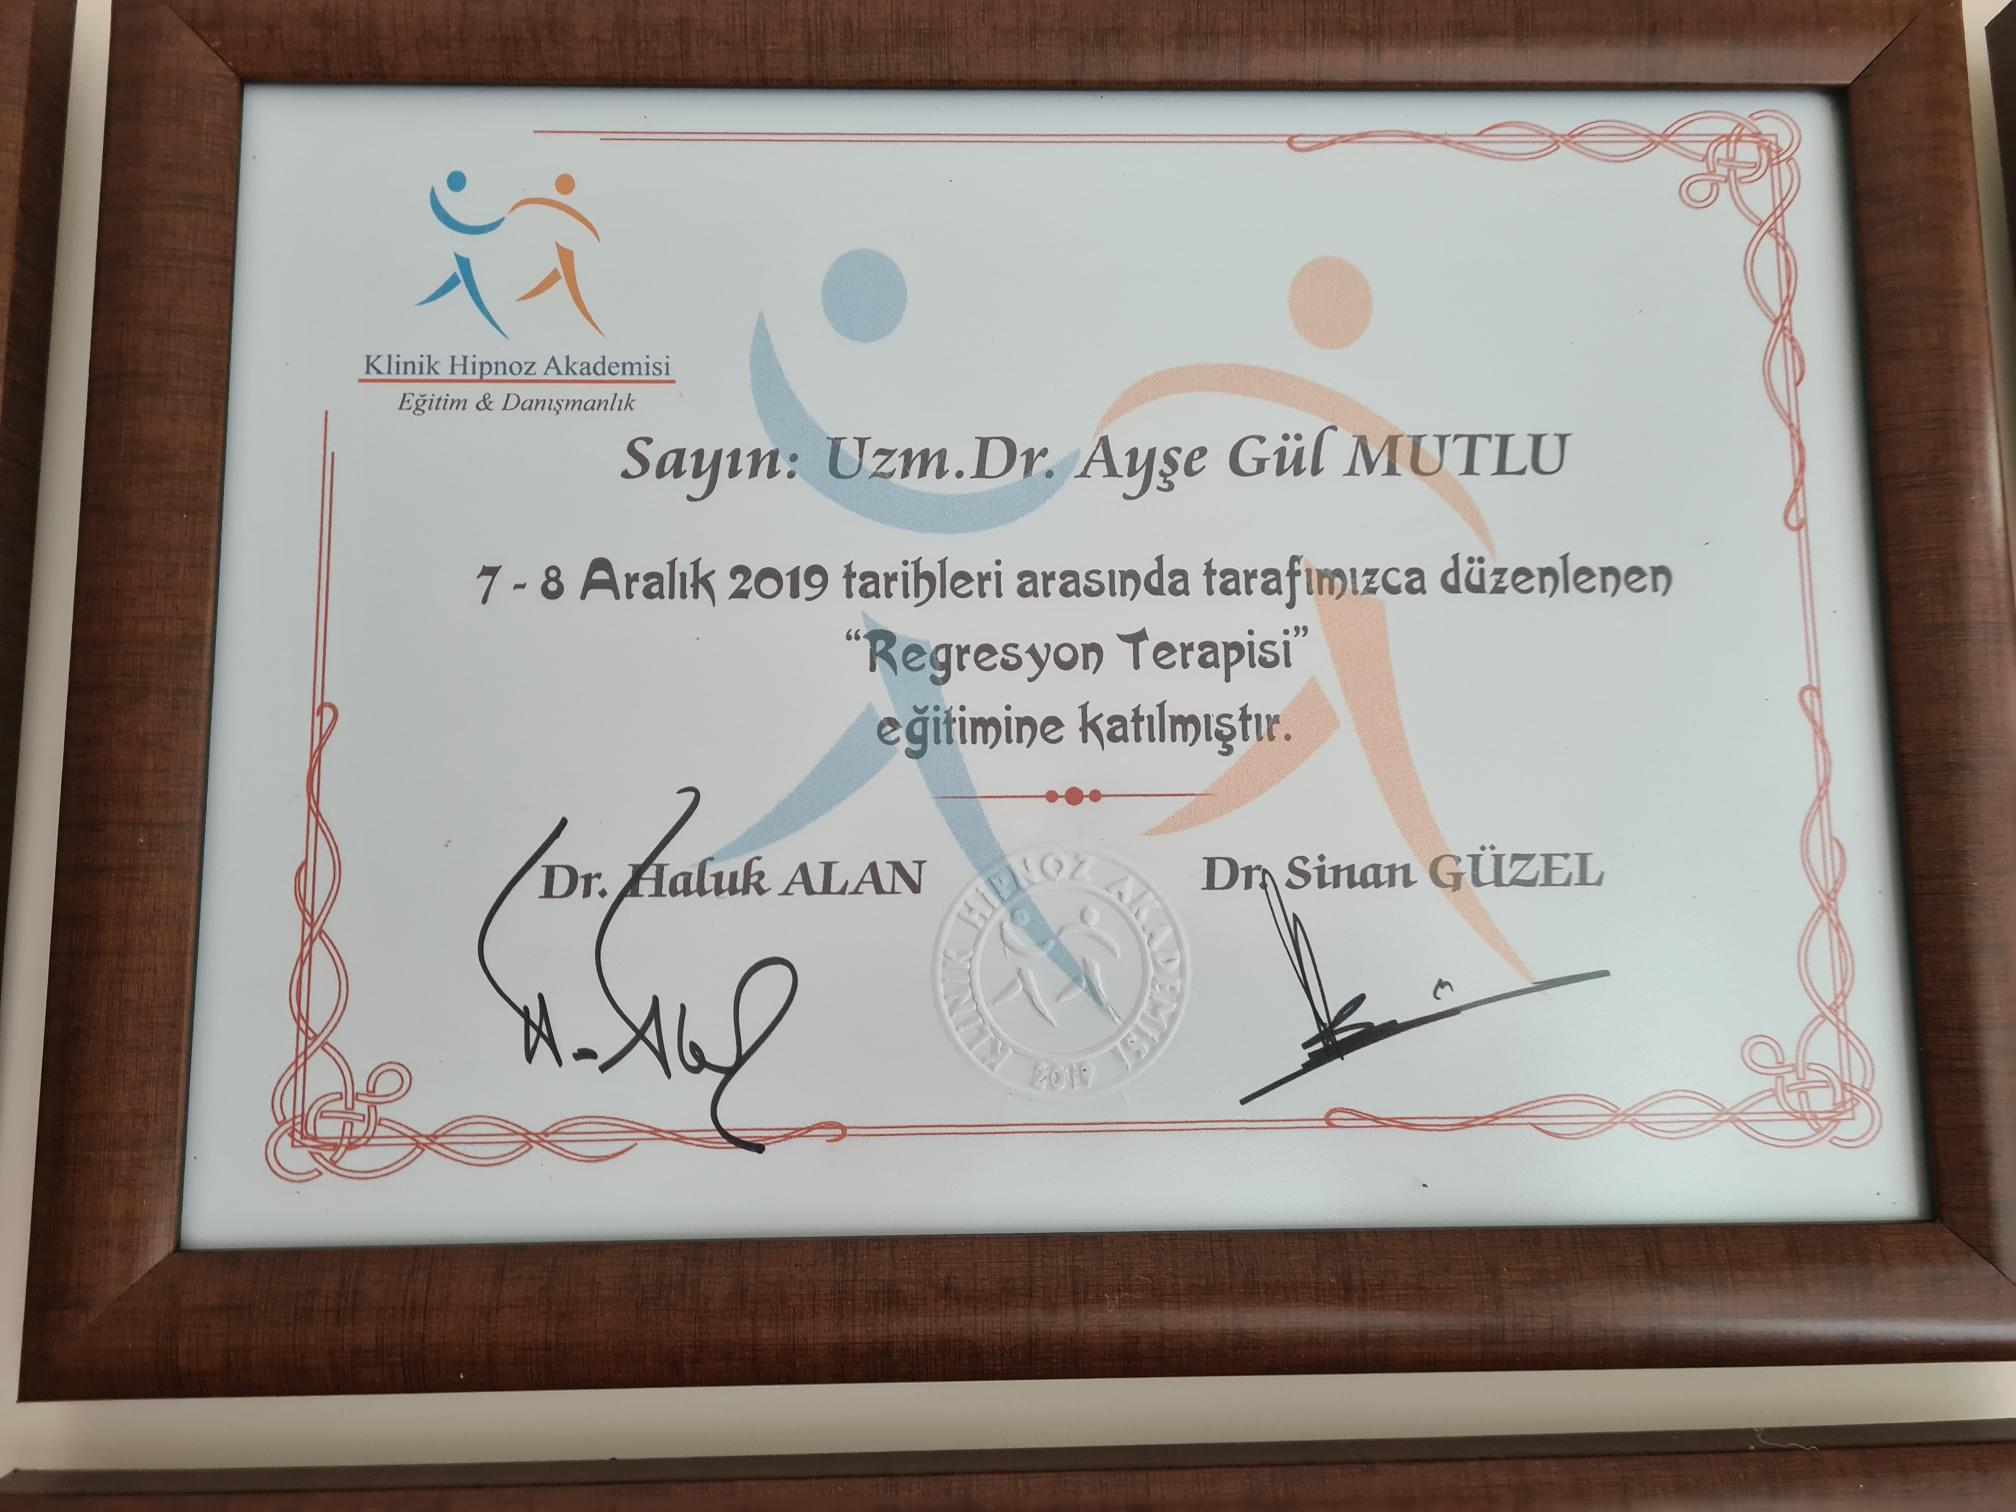 Klinik Hipnoz Akademisi
Eğitim & Danışmanlık
Sayın: Uzm.Dr. Ayşe Gül MUTLU
7 - 8 Aralık 2019 tarihleri arasında tarafımızca düzenlenen
“Regresyon Terapisi”
eğitimine katılmıştır.
Dr. Haluk ALAN
Dr. Sinan GÜZEL
KLİNİK HİPNOZ AKADEMİSİ